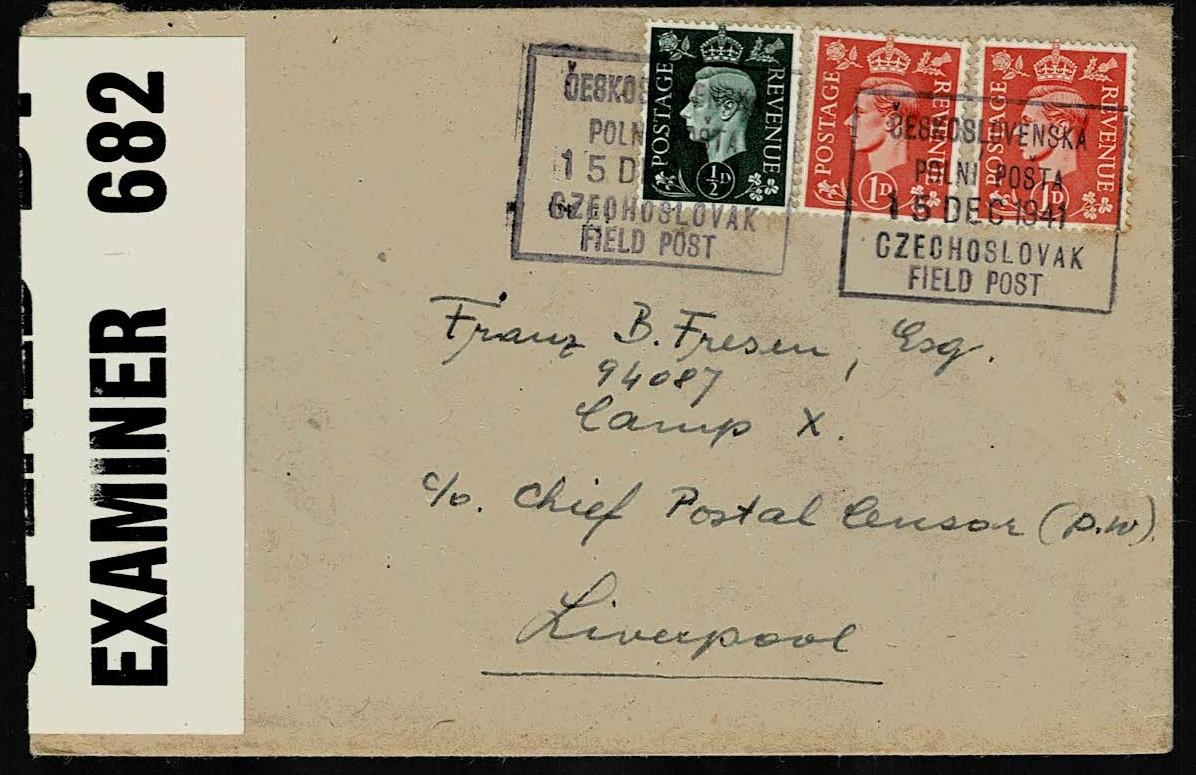 EXAMINER 682
ČESKOS
POLN
15 D
CZECHOSLOVAK
FIELD POST
POSTAGE
REVENUE
½D
POSTAGE
REVENUE
1D
POSTAGE
REVENUE
1D
ČESKOSLOVENSKÁ
POLNÍ POŠTA
15 DEC 1941
CZECHOSLOVAK
FIELD POST
Franz B. Fresen, Esq.
94087
Camp X.
c/o. Chief Postal Censor (P.W)
Liverpool